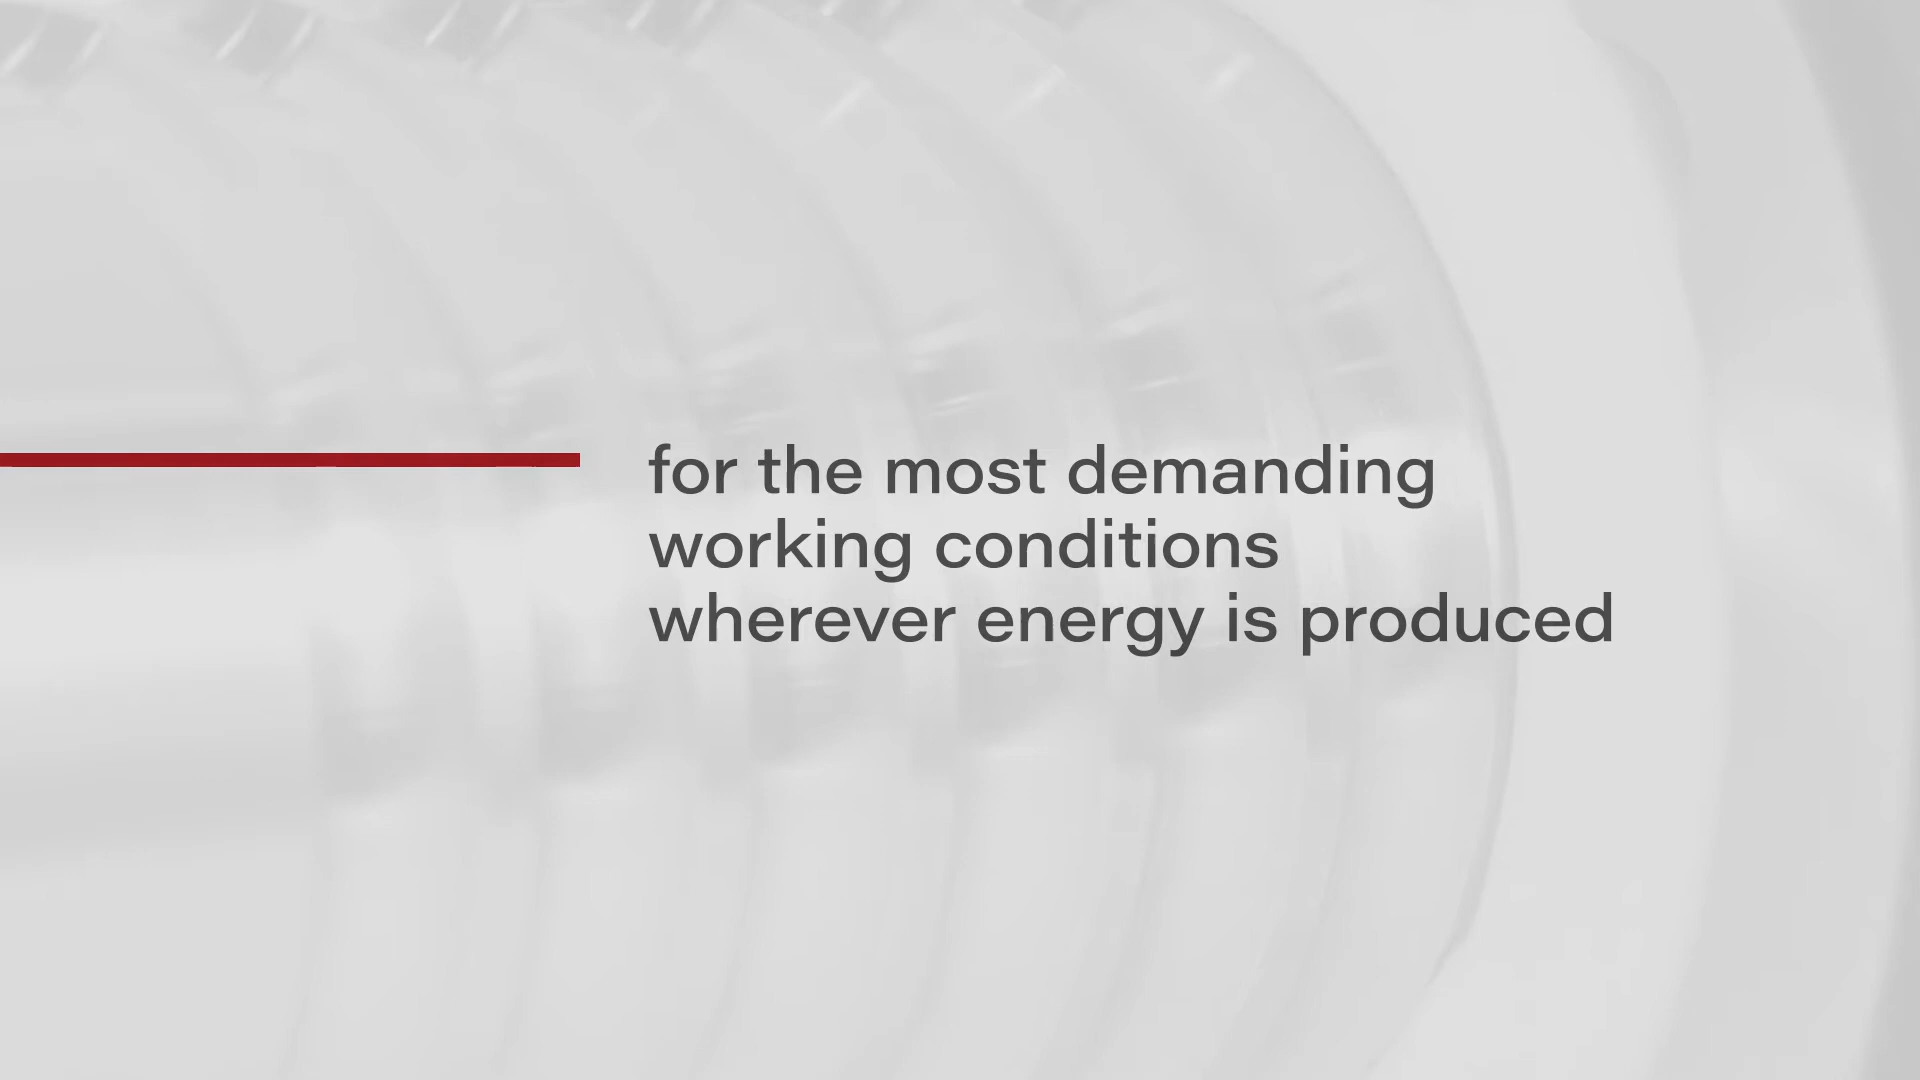 for the most demanding
working conditions
wherever energy is produced